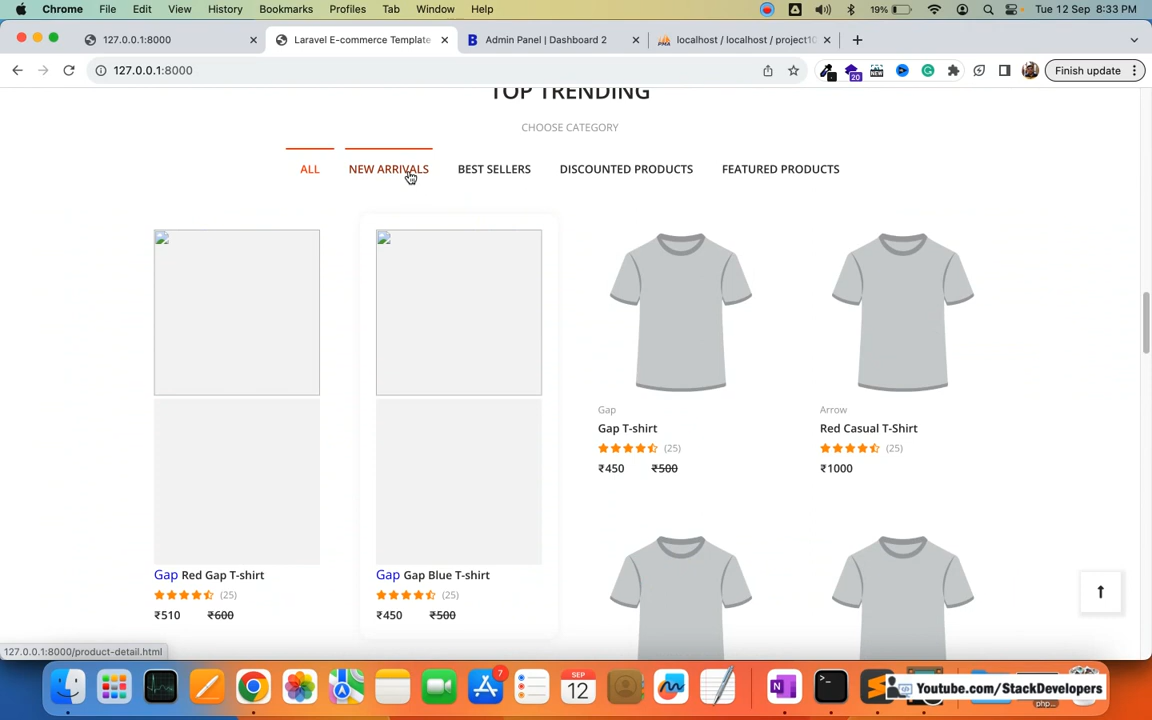 Chrome File Edit View History Bookmarks Profiles Tab Window Help 19% Tue 12 Sep 8:33 PM
127.0.0.1:8000 Laravel E-commerce Template Admin Panel | Dashboard 2 localhost / localhost / project10
127.0.0.1:8000 20 NEW Finish update
TOP TRENDING
CHOOSE CATEGORY
ALL NEW ARRIVALS BEST SELLERS DISCOUNTED PRODUCTS FEATURED PRODUCTS
Gap Arrow
Gap T-shirt Red Casual T-Shirt
(25) (25)
₹450 ₹500 ₹1000
Gap Red Gap T-shirt Gap Gap Blue T-shirt
(25) (25)
₹510 ₹600 ₹450 ₹500
127.0.0.1:8000/product-detail.html
7
SEP
12
Youtube.com/StackDevelopers